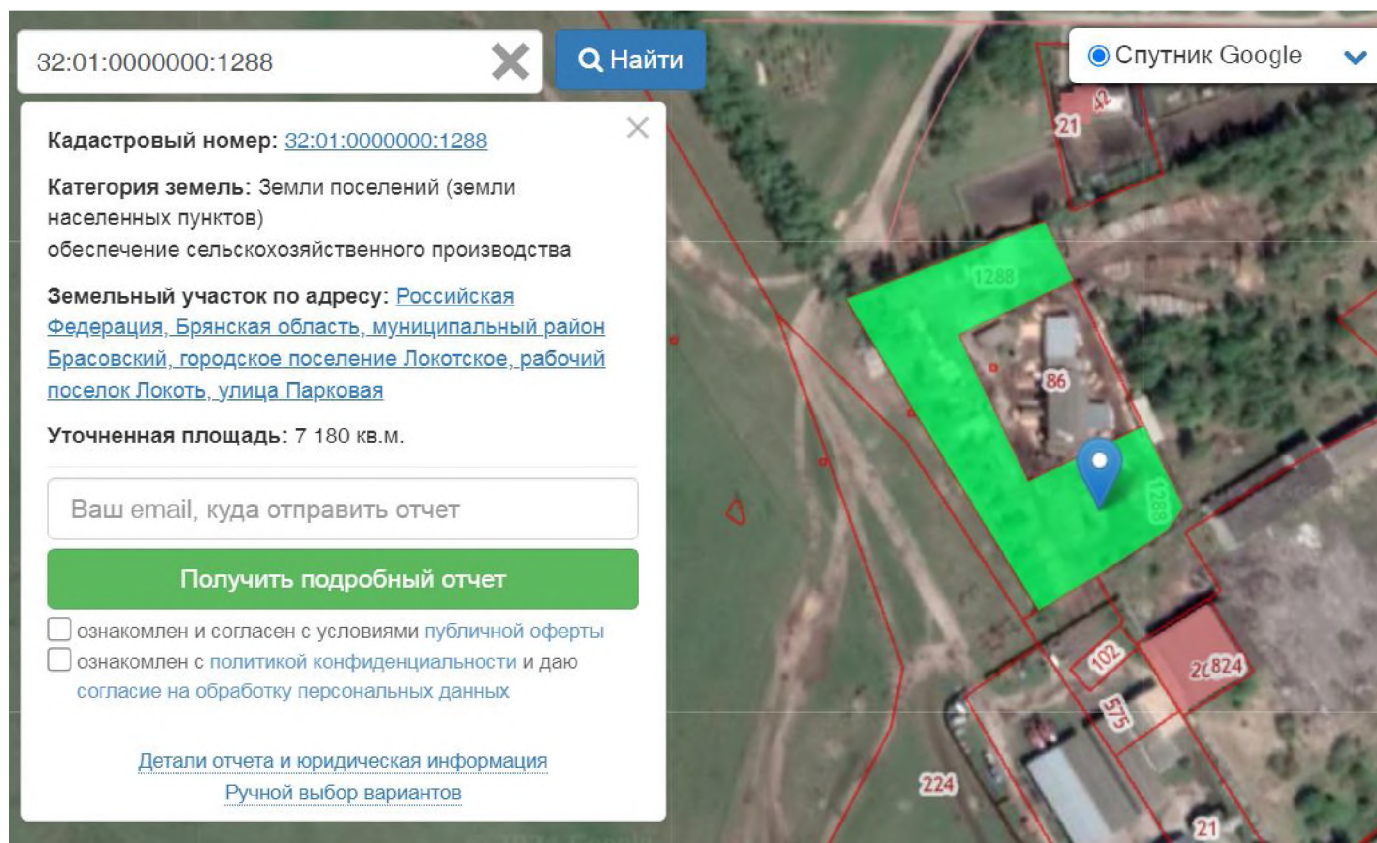 32:01:0000000:1288
Найти
Спутник Google
Кадастровый номер: 32:01:0000000:1288
Категория земель: Земли поселений (земли
населенных пунктов)
обеспечение сельскохозяйственного производства
Земельный участок по адресу: Российская
Федерация, Брянская область, муниципальный район
Брасовский, городское поселение Локотское, рабочий
поселок Локоть, улица Парковая
Уточненная площадь: 7 180 кв.м.
Ваш email, куда отправить отчет
Получить подробный отчет
ознакомлен и согласен с условиями публичной оферты
ознакомлен с политикой конфиденциальности и даю
согласие на обработку персональных данных
Детали отчета и юридическая информация
Ручной выбор вариантов
42
21
1288
86
1288
102
824
575
224
21